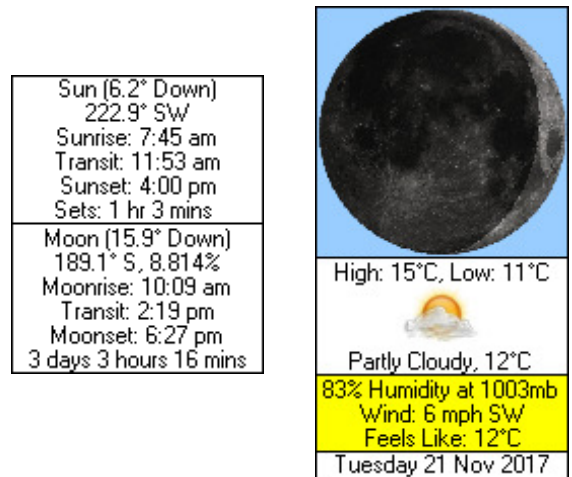 Sun (6.2° Down)
222.9° SW
Sunrise: 7:45 am
Transit: 11:53 am
Sunset: 4:00 pm
Sets: 1 hr 3 mins
Moon (15.9° Down)
189.1° S, 8.814%
Moonrise: 10:09 am
Transit: 2:19 pm
Moonset: 6:27 pm
3 days 3 hours 16 mins
High: 15°C, Low: 11°C
Partly Cloudy, 12°C
83% Humidity at 1003mb
Wind: 6 mph SW
Feels Like: 12°C
Tuesday 21 Nov 2017